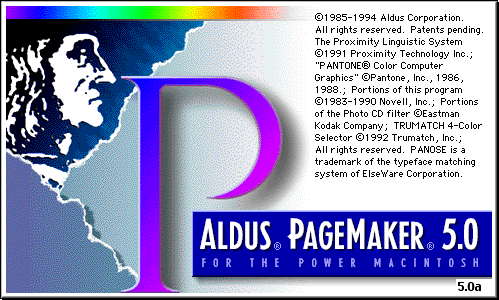 ©1985-1994 Aldus Corporation.
All rights reserved. Patents pending.
The Proximity Linguistic System
©1991 Proximity Technology Inc.;
"PANTONE® Color Computer
Graphics" ©Pantone, Inc., 1986,
1988.; Portions of this program
©1983-1990 Novell, Inc.; Portions
of the Photo CD filter ©Eastman
Kodak Company; TRUMATCH 4-Color
Selector ©1992 Trumatch, Inc.;
All rights reserved. PANOSE is a
trademark of the typeface matching
system of ElseWare Corporation.
P
ALDUS® PAGEMAKER® 5.0
FOR THE POWER MACINTOSH
5.0a